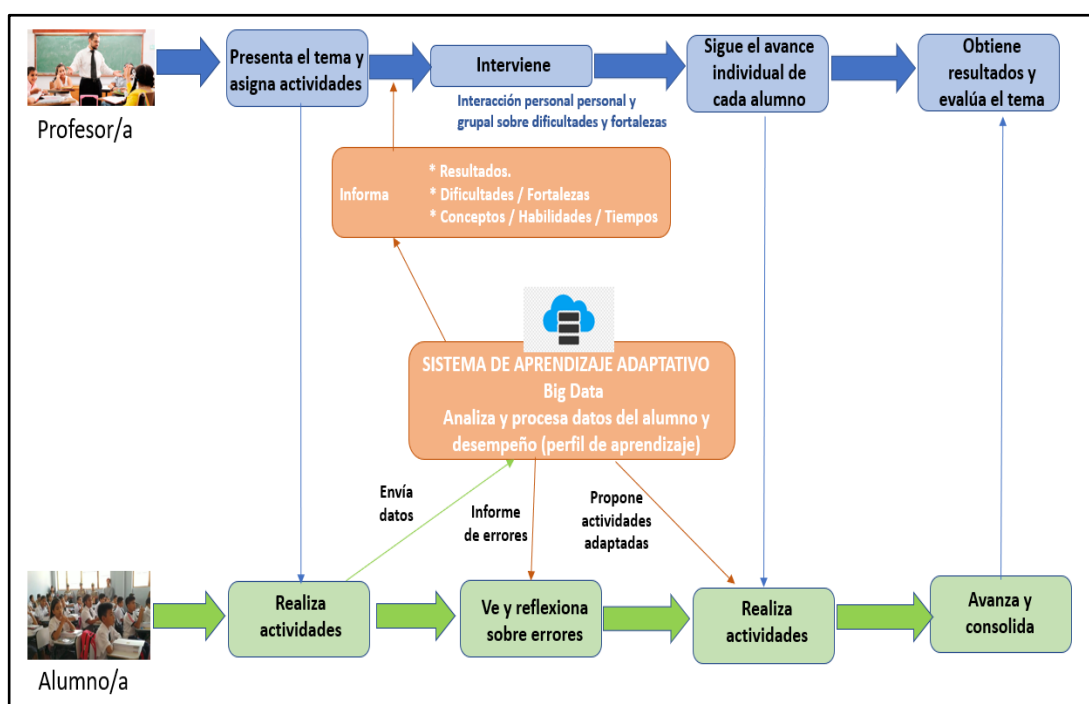 Presenta el tema y
asigna actividades
Interviene
Sigue el avance
individual de
cada alumno
Obtiene
resultados y
evalúa el tema
Profesor/a
Interacción personal personal y
grupal sobre dificultades y fortalezas
Informa
* Resultados.
* Dificultades / Fortalezas
* Conceptos / Habilidades / Tiempos
SISTEMA DE APRENDIZAJE ADAPTATIVO
Big Data
Analiza y procesa datos del alumno y
desempeño (perfil de aprendizaje)
Envía
datos
Informe
de errores
Propone
actividades
adaptadas
Realiza
actividades
Ve y reflexiona
sobre errores
Realiza
actividades
Avanza y
consolida
Alumno/a